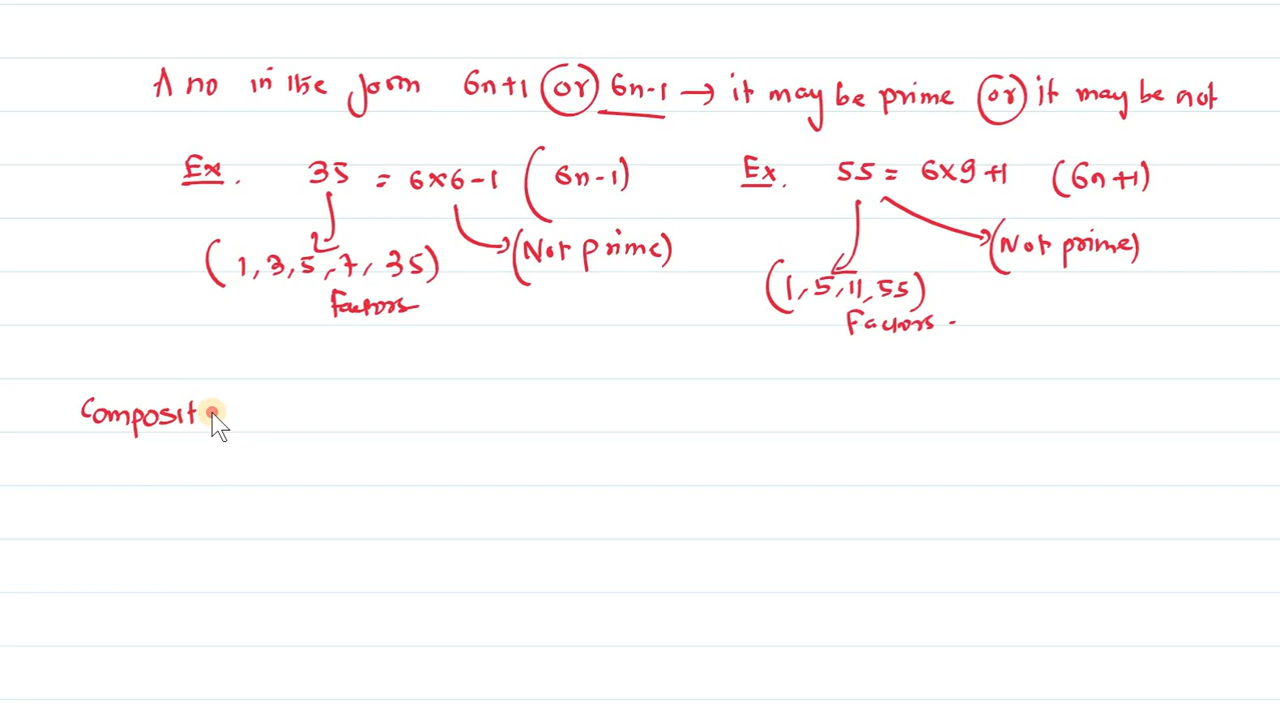 A no in the form 6n+1 or 6n-1 → it may be prime or it may be not
Ex. 35 = 6×6-1 (6n-1) Ex. 55 = 6×9+1 (6n+1)
(1,3,5,7,35) (Not prime) (1,5,11,55) (Not prime)
Factors Factors.
Composit